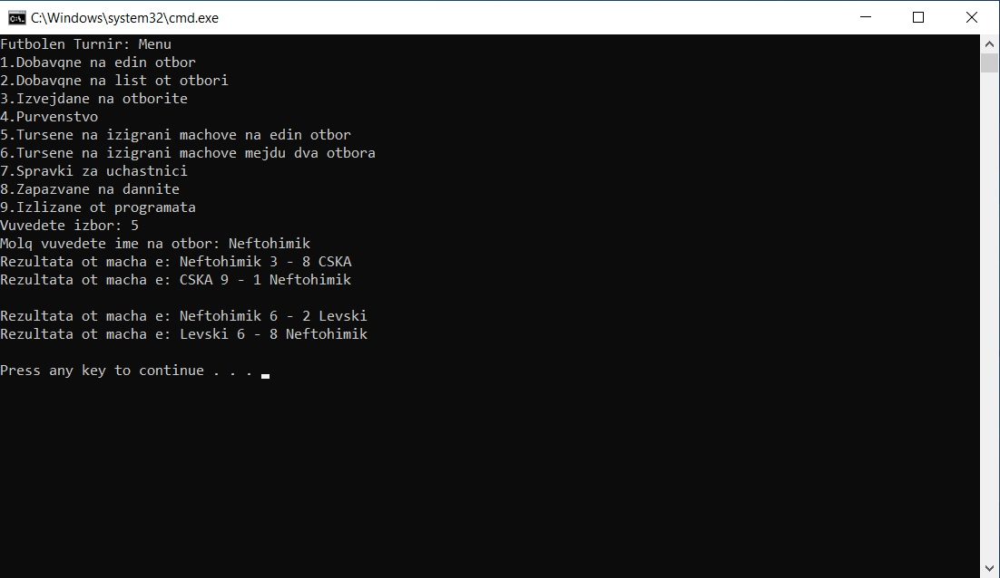 C:\Windows\system32\cmd.exe
Futbolen Turnir: Menu
1.Dobavqne na edin otbor
2.Dobavqne na list ot otbori
3.Izvejdane na otborite
4.Purvenstvo
5.Tursene na izigrani machove na edin otbor
6.Tursene na izigrani machove mejdu dva otbora
7.Spravki za uchastnici
8.Zapazvane na dannite
9.Izlizane ot programata
Vuvedete izbor: 5
Molq vuvedete ime na otbor: Neftohimik
Rezultata ot macha e: Neftohimik 3 - 8 CSKA
Rezultata ot macha e: CSKA 9 - 1 Neftohimik
Rezultata ot macha e: Neftohimik 6 - 2 Levski
Rezultata ot macha e: Levski 6 - 8 Neftohimik
Press any key to continue . . .